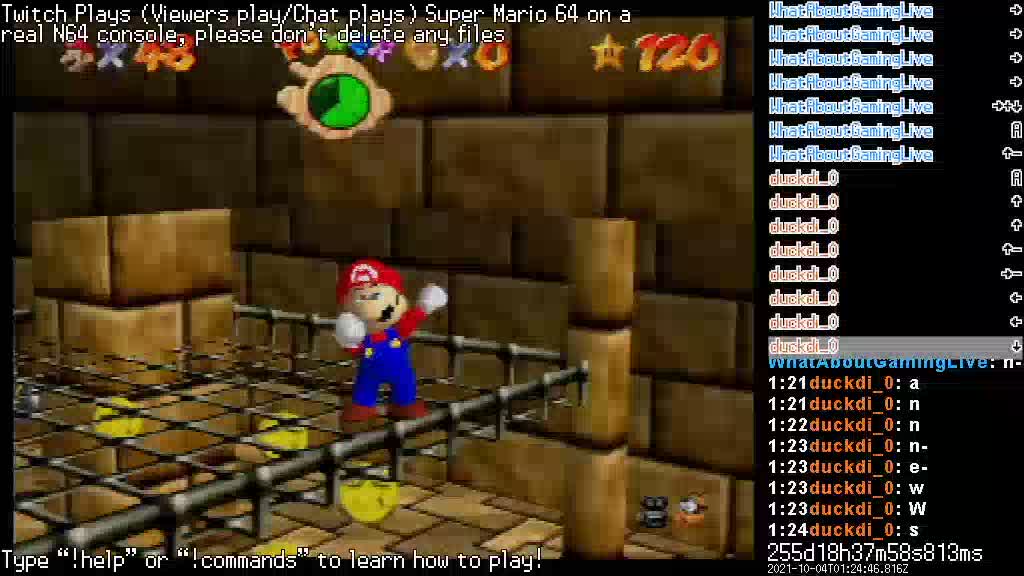 Twitch Plays (Viewers play/Chat plays) Super Mario 64 on a
real N64 console, please don't delete any files
x 48 x 0 120
WhatAboutGamingLive →
WhatAboutGamingLive →
WhatAboutGamingLive →
WhatAboutGamingLive →
WhatAboutGamingLive
WhatAboutGamingLive A
WhatAboutGamingLive ↑-
duckdi_0 A
duckdi_0 ↑
duckdi_0 ↑
duckdi_0 ↑-
duckdi_0 →-
duckdi_0 ←
duckdi_0 ←
duckdi_0 ↓
WhatAboutGamingLive: n-
1:21duckdi_0: a
1:21duckdi_0: n
1:22duckdi_0: n
1:23duckdi_0: n-
1:23duckdi_0: e-
1:23duckdi_0: w
1:23duckdi_0: W
1:24duckdi_0: s
Type “!help” or “!commands” to learn how to play!
255d18h37m58s813ms
2021-10-04T01:24:46.816Z